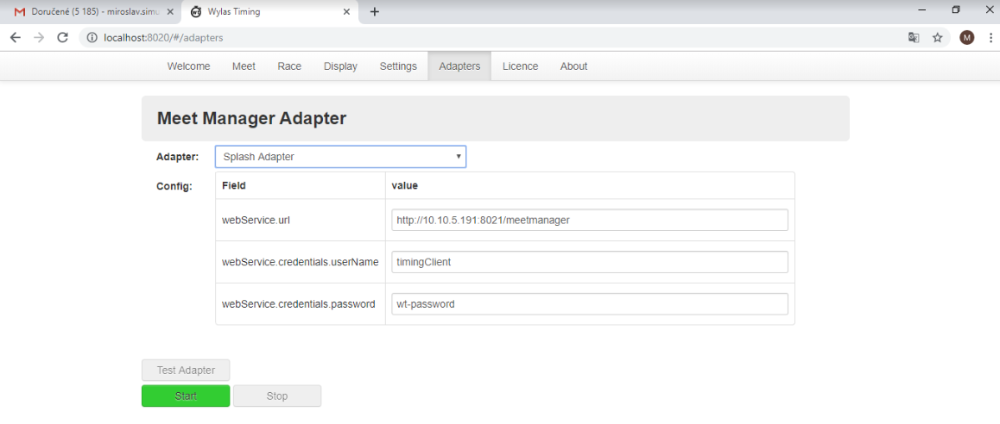 Doručené (5 185) - miroslav.simu
Wylas Timing
localhost:8020/#/adapters
M
Welcome Meet Race Display Settings Adapters Licence About
Meet Manager Adapter
Adapter: Splash Adapter
Config: Field value
webService.url http://10.10.5.191:8021/meetmanager
webService.credentials.userName timingClient
webService.credentials.password wt-password
Test Adapter
Start Stop